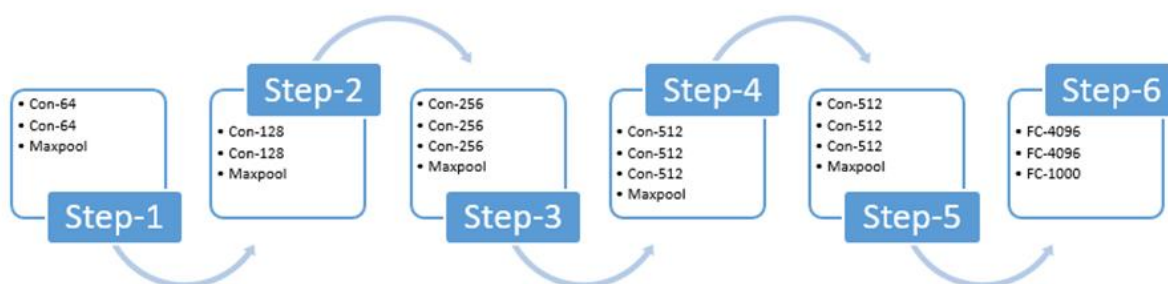 Con-64
Con-64
Maxpool
Step-1
Step-2
Con-128
Con-128
Maxpool
Con-256
Con-256
Con-256
Maxpool
Step-3
Step-4
Con-512
Con-512
Con-512
Maxpool
Con-512
Con-512
Con-512
Maxpool
Step-5
Step-6
FC-4096
FC-4096
FC-1000